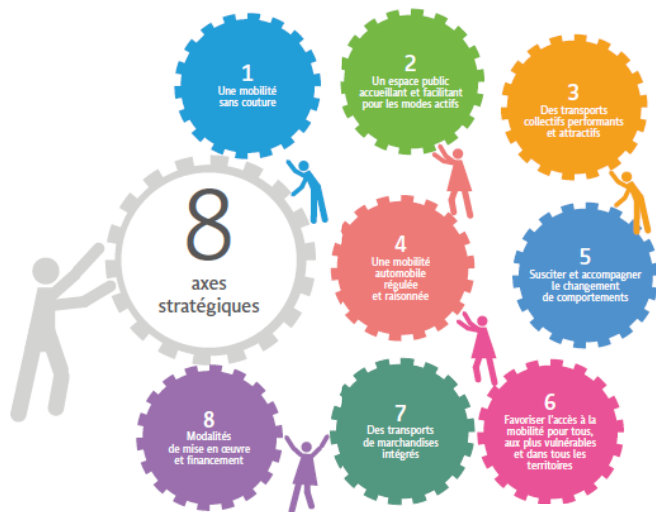 8
axes
stratégiques
1
Une mobilité
sans couture
2
Un espace public
accueillant et facilitant
pour les modes actifs
3
Des transports
collectifs performants
et attractifs
4
Une mobilité
automobile
régulée
et raisonnée
5
Susciter et accompagner
le changement
de comportements
6
Favoriser l'accès à la
mobilité pour tous,
aux plus vulnérables
et dans tous les
territoires
7
Des transports
de marchandises
intégrés
8
Modalités
de mise en œuvre
et financement